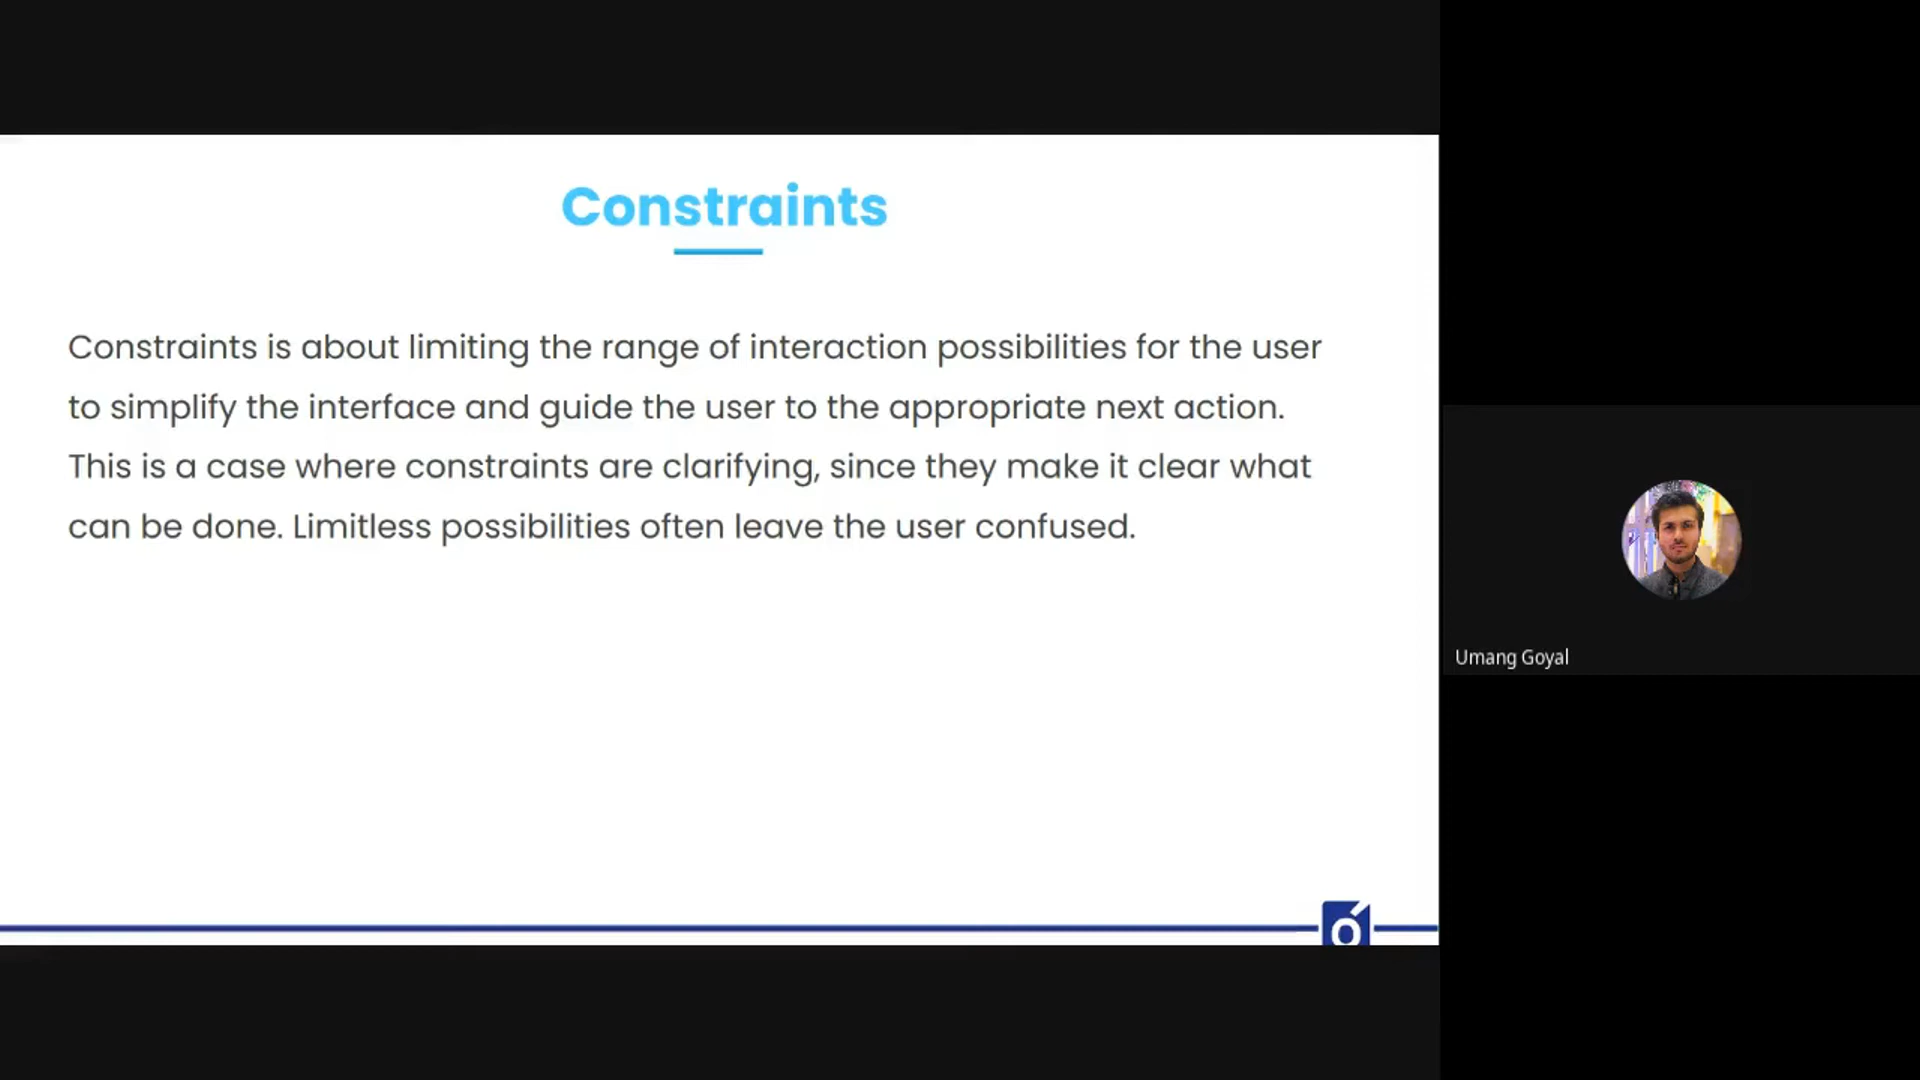 Constraints
Constraints is about limiting the range of interaction possibilities for the user
to simplify the interface and guide the user to the appropriate next action.
This is a case where constraints are clarifying, since they make it clear what
can be done. Limitless possibilities often leave the user confused.
Umang Goyal